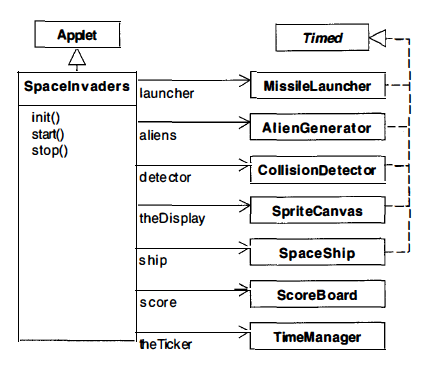 Applet
Timed
SpaceInvaders
init()
start()
stop()
launcher
MissileLauncher
aliens
AlienGenerator
detector
CollisionDetector
theDisplay
SpriteCanvas
ship
SpaceShip
score
ScoreBoard
theTicker
TimeManager